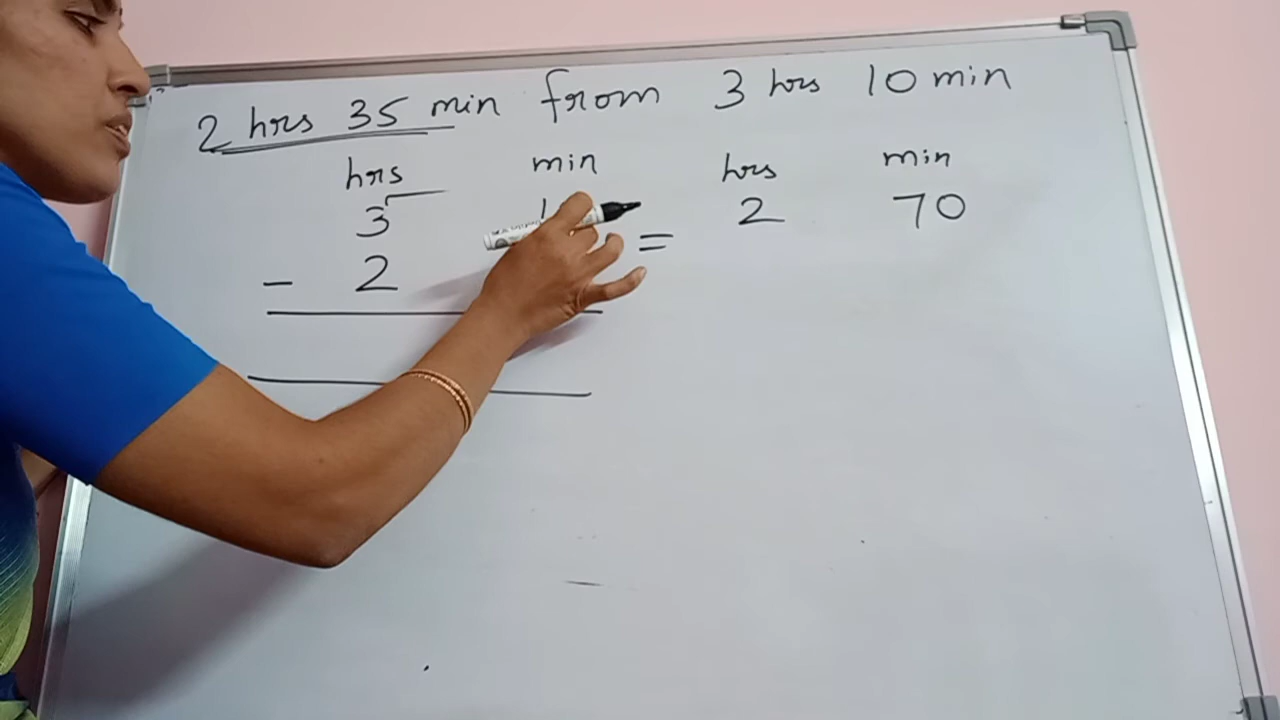 2 hrs 35 min from 3 hrs 10 min
hrs min hrs min
3 1 = 2 70
- 2